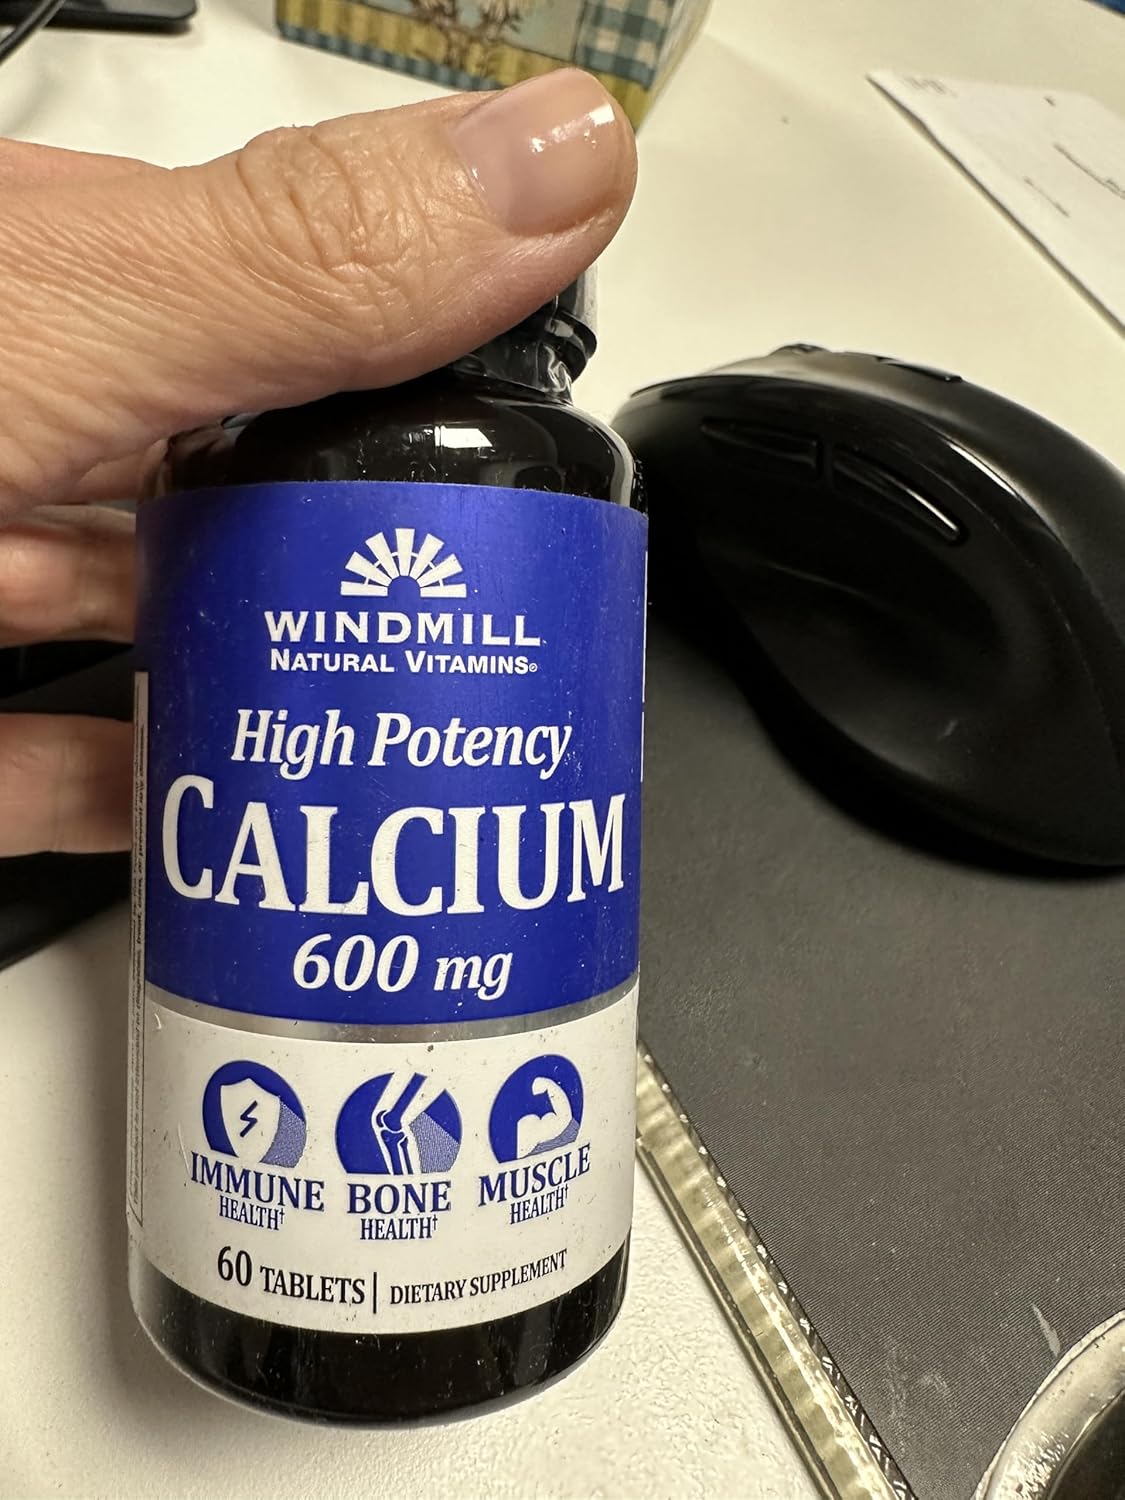 WINDMILL
NATURAL VITAMINS®
High Potency
CALCIUM
600 mg
IMMUNE
HEALTH†
BONE
HEALTH†
MUSCLE
HEALTH†
60 TABLETS | DIETARY SUPPLEMENT